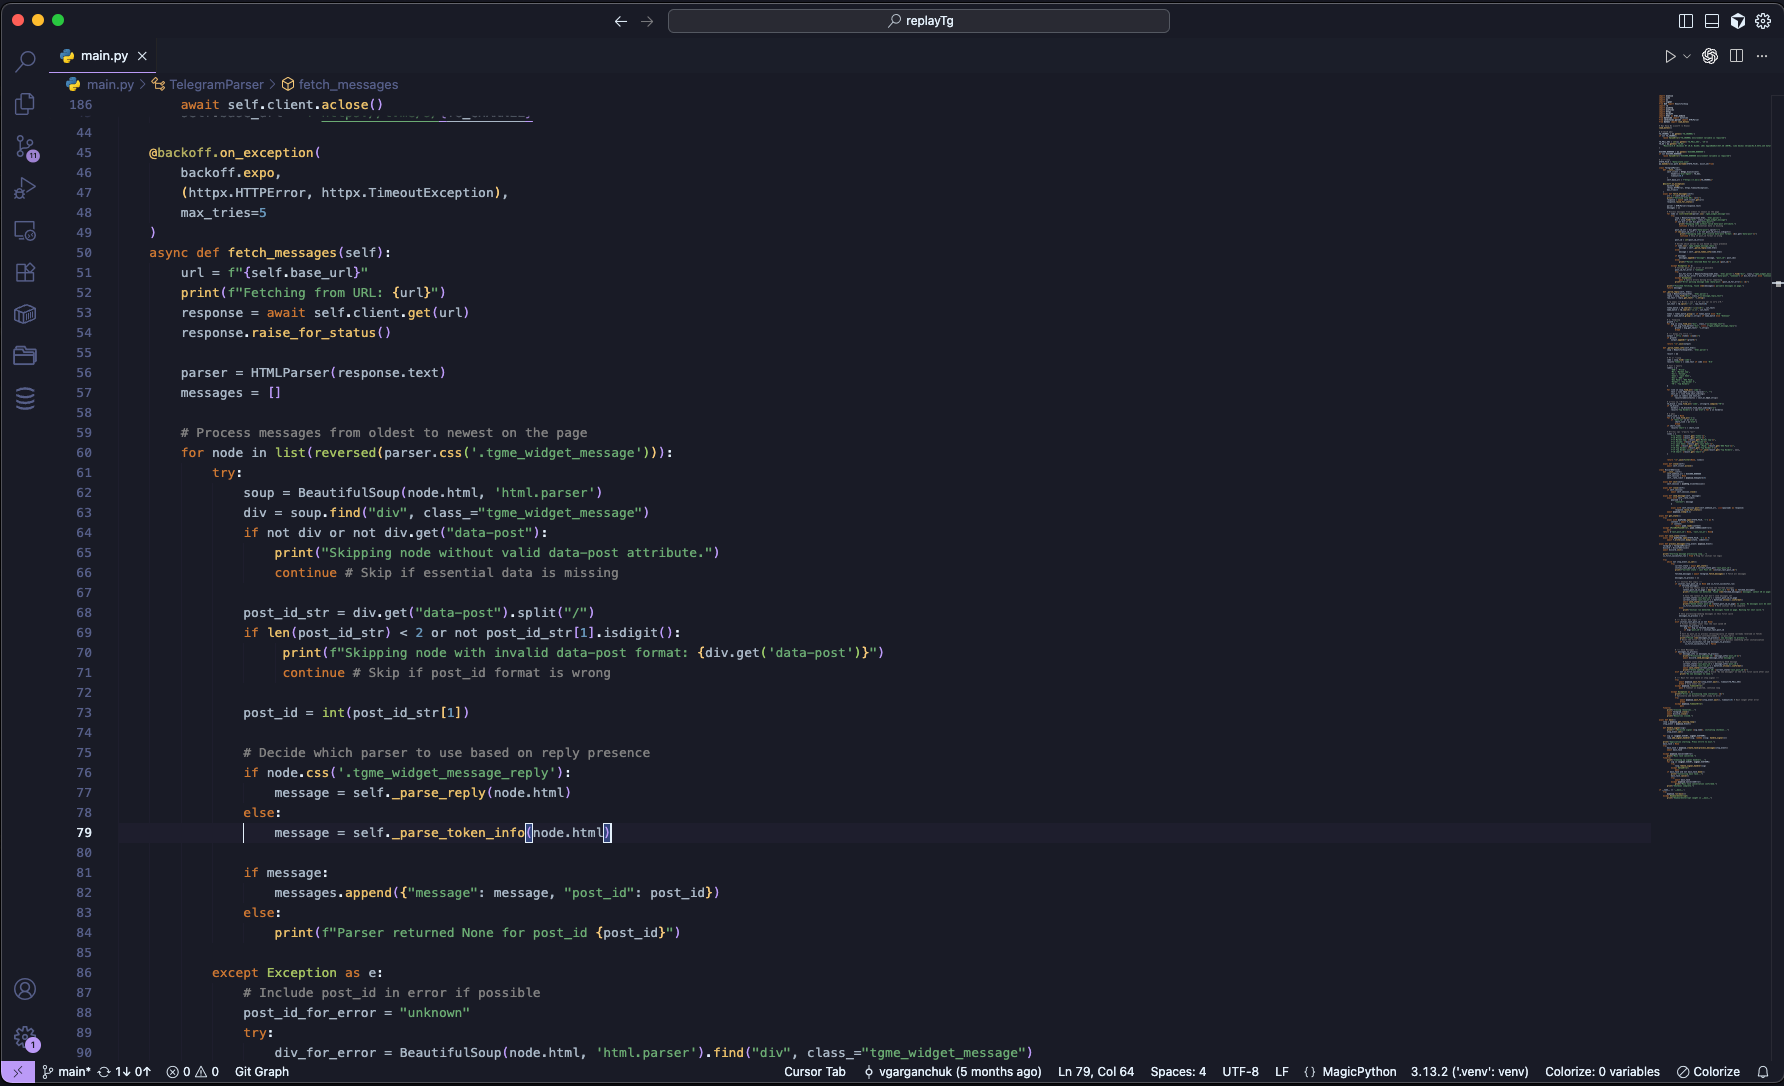 replayTg
main.py
main.py > TelegramParser > fetch_messages
186 await self.client.aclose()
44
45 @backoff.on_exception(
46 backoff.expo,
47 (httpx.HTTPError, httpx.TimeoutException),
48 max_tries=5
49 )
50 async def fetch_messages(self):
51 url = f"{self.base_url}"
52 print(f"Fetching from URL: {url}")
53 response = await self.client.get(url)
54 response.raise_for_status()
55
56 parser = HTMLParser(response.text)
57 messages = []
58
59 # Process messages from oldest to newest on the page
60 for node in list(reversed(parser.css('.tgme_widget_message'))):
61 try:
62 soup = BeautifulSoup(node.html, 'html.parser')
63 div = soup.find("div", class_="tgme_widget_message")
64 if not div or not div.get("data-post"):
65 print("Skipping node without valid data-post attribute.")
66 continue # Skip if essential data is missing
67
68 post_id_str = div.get("data-post").split("/")
69 if len(post_id_str) < 2 or not post_id_str[1].isdigit():
70 print(f"Skipping node with invalid data-post format: {div.get('data-post')}")
71 continue # Skip if post_id format is wrong
72
73 post_id = int(post_id_str[1])
74
75 # Decide which parser to use based on reply presence
76 if node.css('.tgme_widget_message_reply'):
77 message = self._parse_reply(node.html)
78 else:
79 message = self._parse_token_info(node.html)
80
81 if message:
82 messages.append({"message": message, "post_id": post_id})
83 else:
84 print(f"Parser returned None for post_id {post_id}")
85
86 except Exception as e:
87 # Include post_id in error if possible
88 post_id_for_error = "unknown"
89 try:
90 div_for_error = BeautifulSoup(node.html, 'html.parser').find("div", class_="tgme_widget_message")
11
1
main* 1↓ 0↑ 0 0 Git Graph Cursor Tab vgarganchuk (5 months ago) Ln 79, Col 64 Spaces: 4 UTF-8 LF {} MagicPython 3.13.2 ('.venv': venv) Colorize: 0 variables Colorize